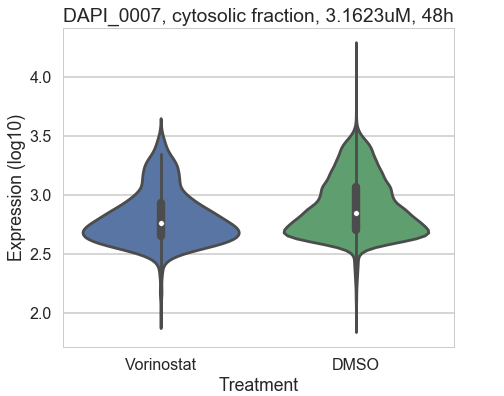 DAPI_0007, cytosolic fraction, 3.1623uM, 48h
Expression (log10)
4.0
3.5
3.0
2.5
2.0
Vorinostat
DMSO
Treatment